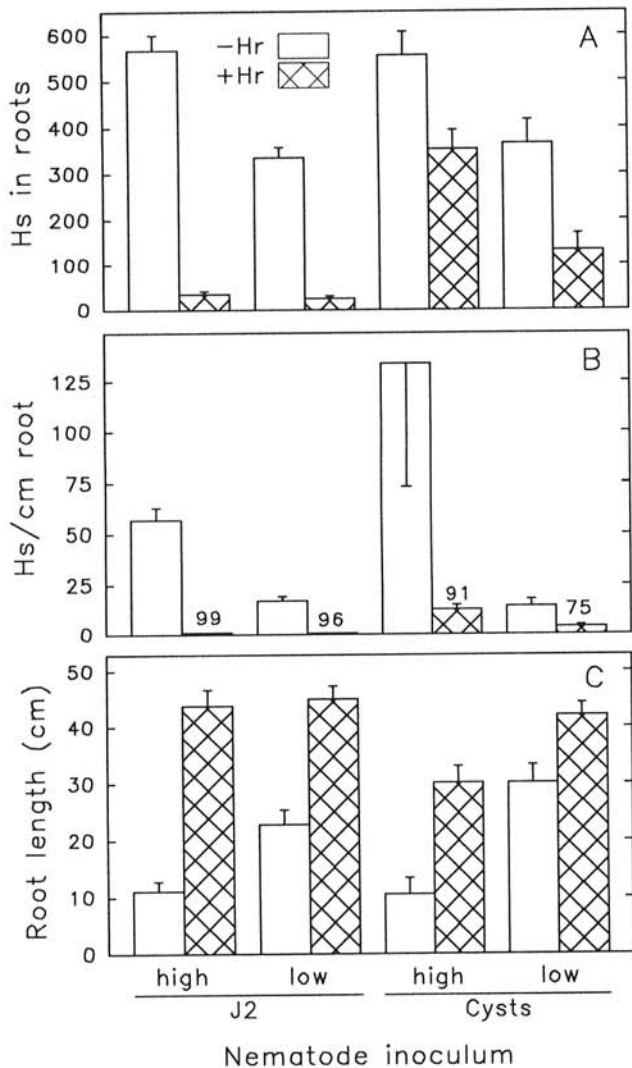 A
−Hr
+Hr
Hs in roots
600
500
400
300
200
100
0
B
Hs/cm root
125
100
75
50
25
0
99
96
91
75
C
Root length (cm)
50
40
30
20
10
0
high low high low
J2 Cysts
Nematode inoculum